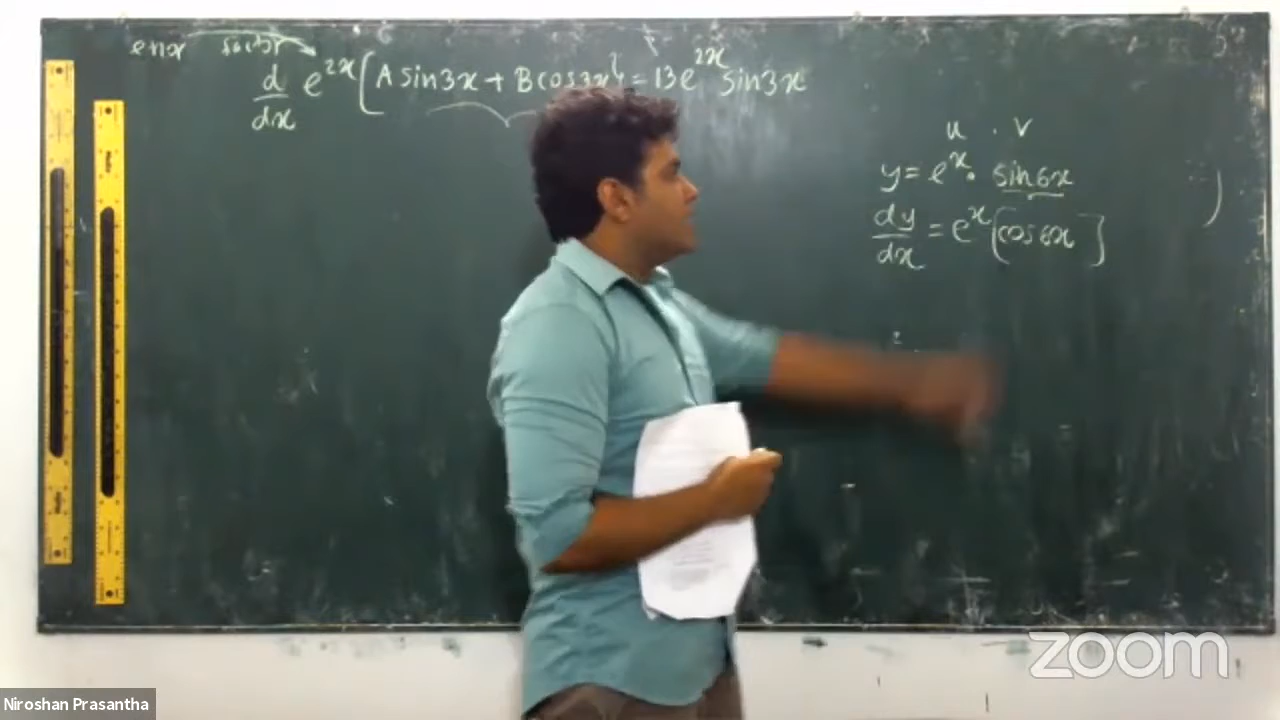 d/dx e^{2x} [A sin3x + B cos3x] = 13e^{2x} sin3x
u . v
y = e^x . sin6x
dy/dx = e^x [cos6x ]
zoom
Niroshan Prasantha